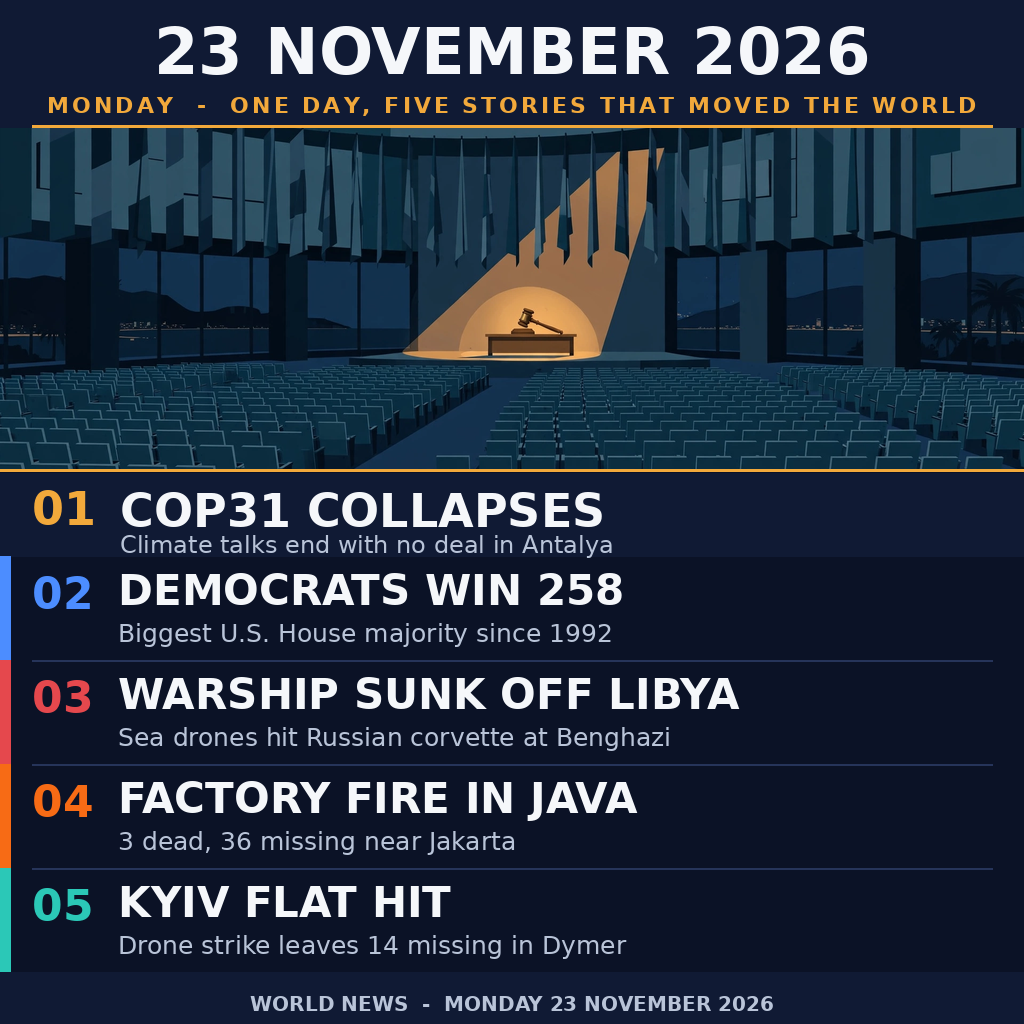 23 NOVEMBER 2026
MONDAY - ONE DAY, FIVE STORIES THAT MOVED THE WORLD
01 COP31 COLLAPSES
Climate talks end with no deal in Antalya
02 DEMOCRATS WIN 258
Biggest U.S. House majority since 1992
03 WARSHIP SUNK OFF LIBYA
Sea drones hit Russian corvette at Benghazi
04 FACTORY FIRE IN JAVA
3 dead, 36 missing near Jakarta
05 KYIV FLAT HIT
Drone strike leaves 14 missing in Dymer
WORLD NEWS - MONDAY 23 NOVEMBER 2026